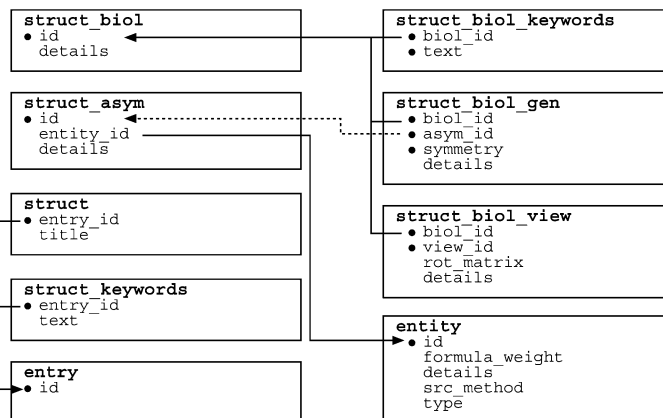 struct_biol
• id
details
struct_asym
• id
entity_id
details
struct
• entry_id
title
struct_keywords
• entry_id
text
entry
• id
struct_biol_keywords
• biol_id
• text
struct_biol_gen
• biol_id
• asym_id
• symmetry
details
struct_biol_view
• biol_id
• view_id
rot_matrix
details
entity
• id
formula_weight
details
src_method
type